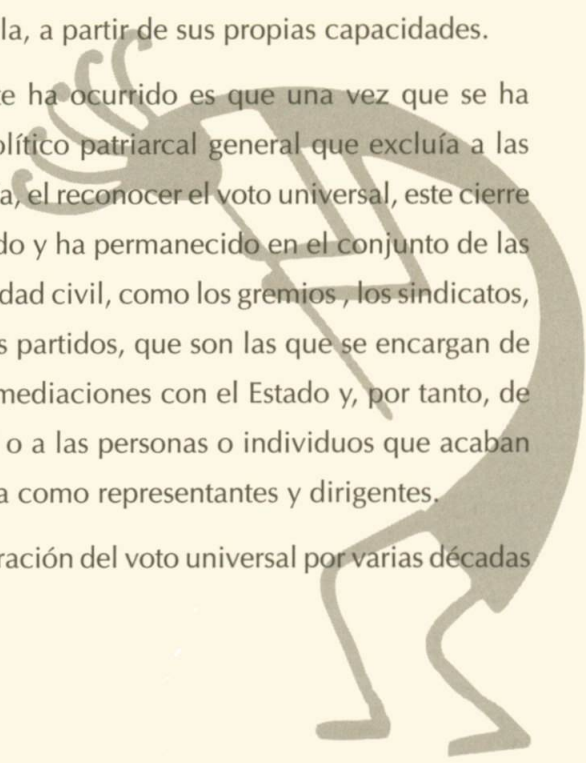 la, a partir de sus propias capacidades.
e ha ocurrido es que una vez que se ha
olítico patriarcal general que excluía a las
a, el reconocer el voto universal, este cierre
do y ha permanecido en el conjunto de las
dad civil, como los gremios , los sindicatos,
s partidos, que son las que se encargan de
mediaciones con el Estado y, por tanto, de
o a las personas o individuos que acaban
a como representantes y dirigentes.
ración del voto universal por varias décadas